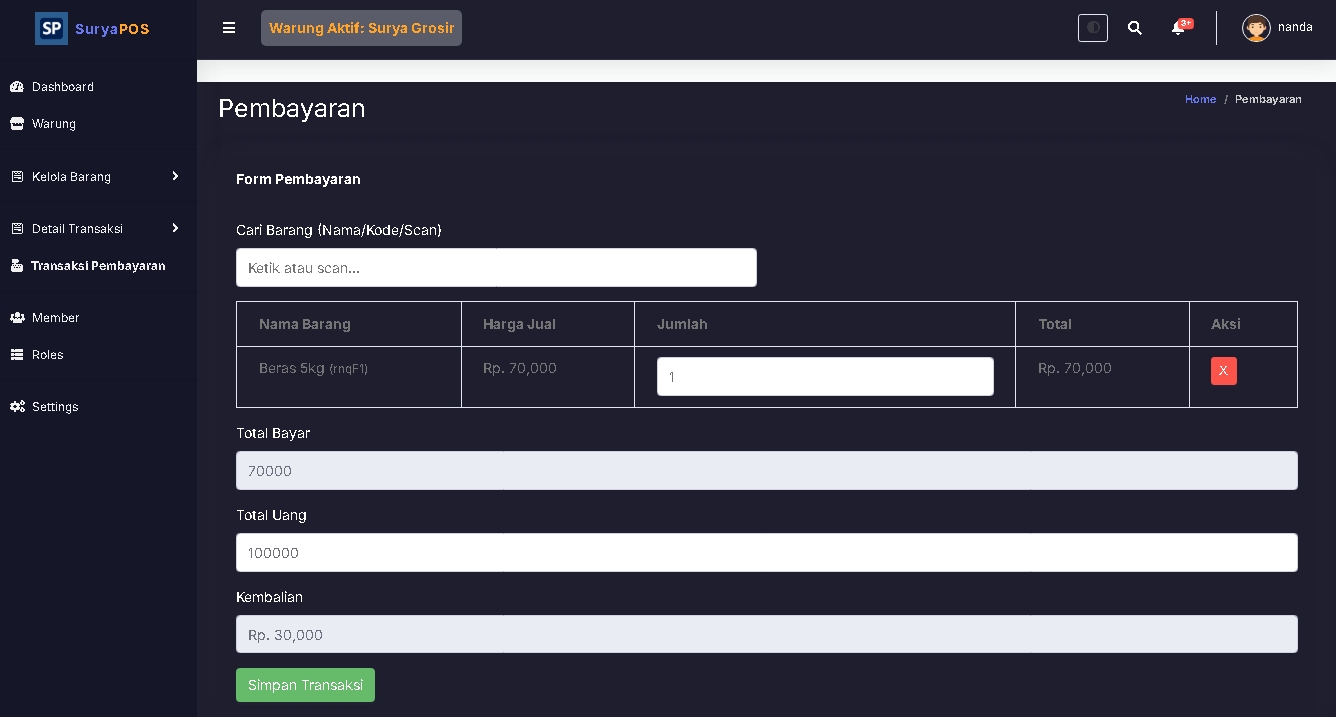 SP SuryaPOS
Warung Aktif: Surya Grosir
3+
nanda
Dashboard
Warung
Kelola Barang
Detail Transaksi
Transaksi Pembayaran
Member
Roles
Settings
Pembayaran
Home / Pembayaran
Form Pembayaran
Cari Barang (Nama/Kode/Scan)
Ketik atau scan...
Nama Barang Harga Jual Jumlah Total Aksi
Beras 5kg (rnqF1) Rp. 70,000 1 Rp. 70,000 X
Total Bayar
70000
Total Uang
100000
Kembalian
Rp. 30,000
Simpan Transaksi